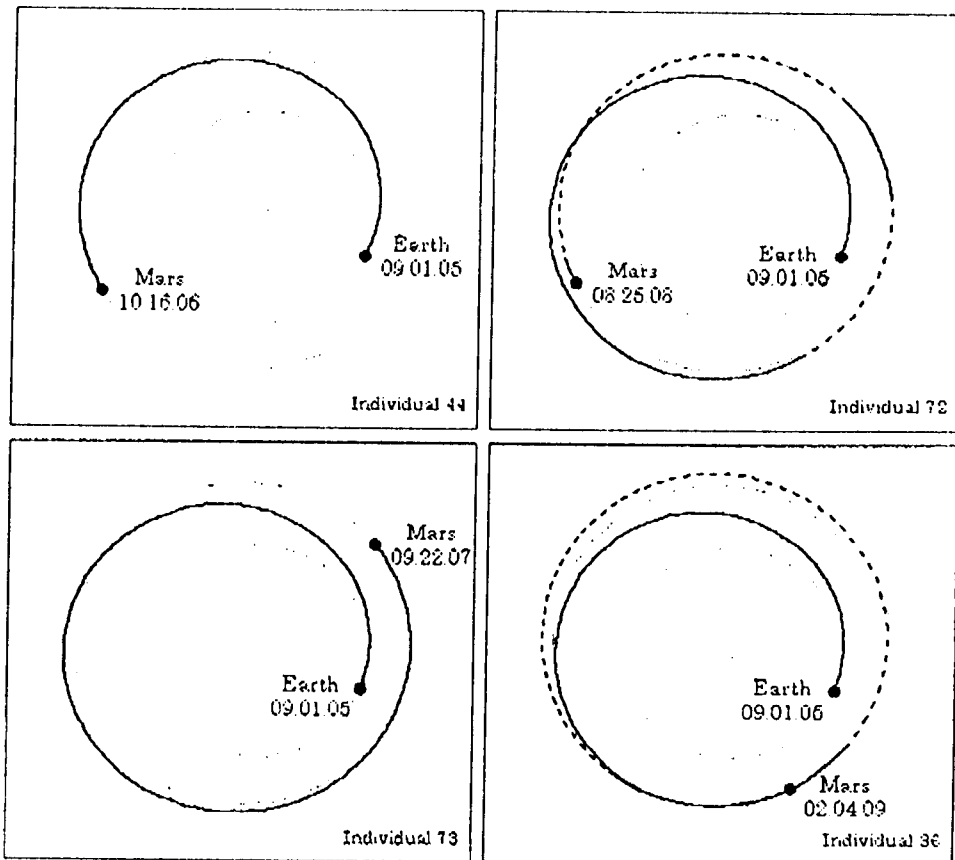 Earth
09.01.05
Mars
10.16.06
Individual 44
Earth
09.01.05
Mars
08.25.08
Individual 72
Mars
09.22.07
Earth
09.01.05
Individual 73
Earth
09.01.05
Mars
02.04.09
Individual 36